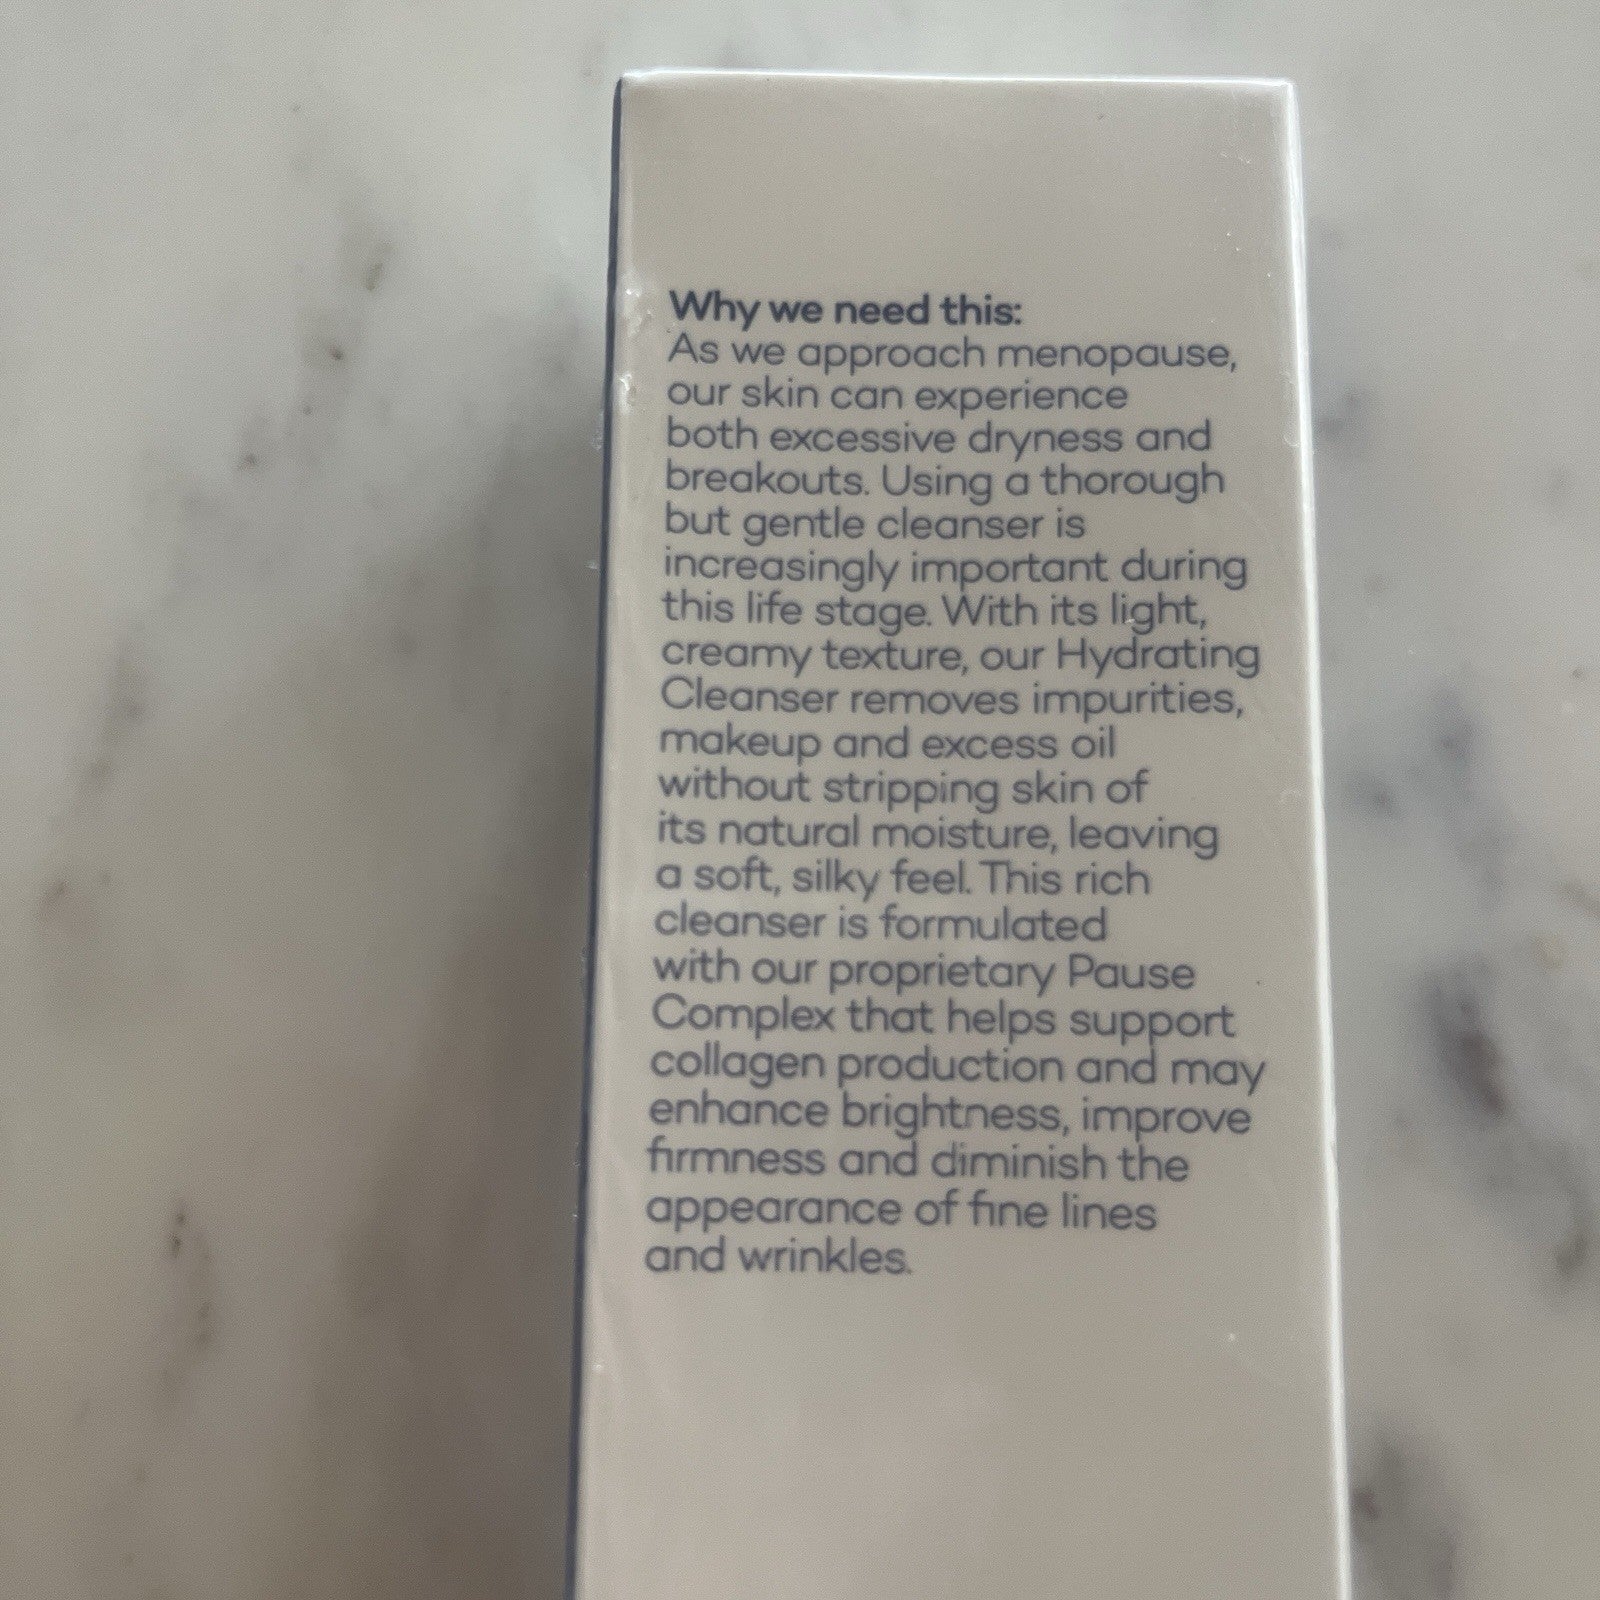 Why we need this:
As we approach menopause,
our skin can experience
both excessive dryness and
breakouts. Using a thorough
but gentle cleanser is
increasingly important during
this life stage. With its light,
creamy texture, our Hydrating
Cleanser removes impurities,
makeup and excess oil
without stripping skin of
its natural moisture, leaving
a soft, silky feel. This rich
cleanser is formulated
with our proprietary Pause
Complex that helps support
collagen production and may
enhance brightness, improve
firmness and diminish the
appearance of fine lines
and wrinkles.